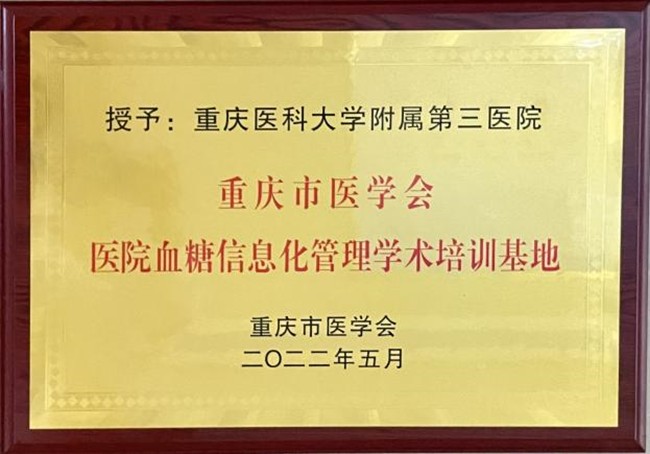 授予：重庆医科大学附属第三医院
重庆市医学会
医院血糖信息化管理学术培训基地
重庆市医学会
二〇二二年五月